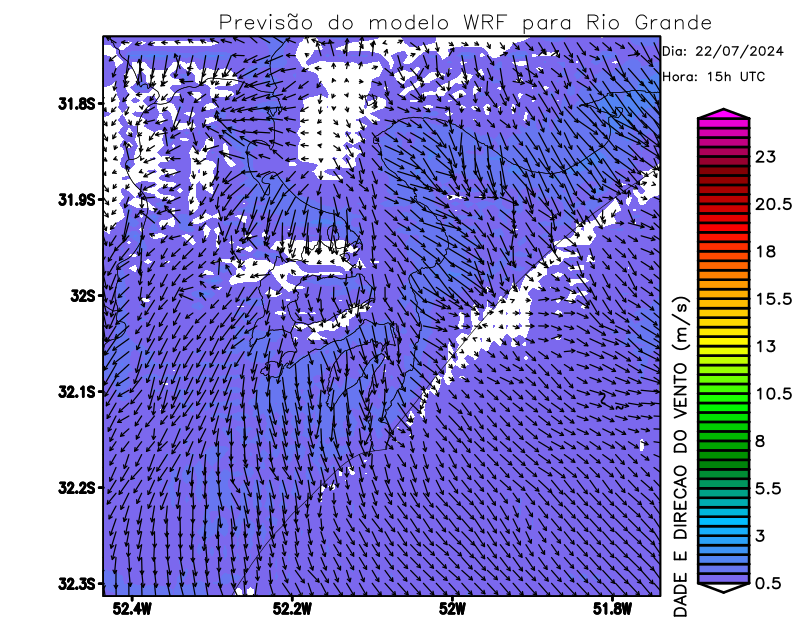 Previsão do modelo WRF para Rio Grande
Dia: 22/07/2024
Hora: 15h UTC
31.8S
31.9S
32S
32.1S
32.2S
32.3S
52.4W
52.2W
52W
51.8W
23
20.5
18
15.5
13
10.5
8
5.5
3
0.5
DADE E DIRECAO DO VENTO (m/s)